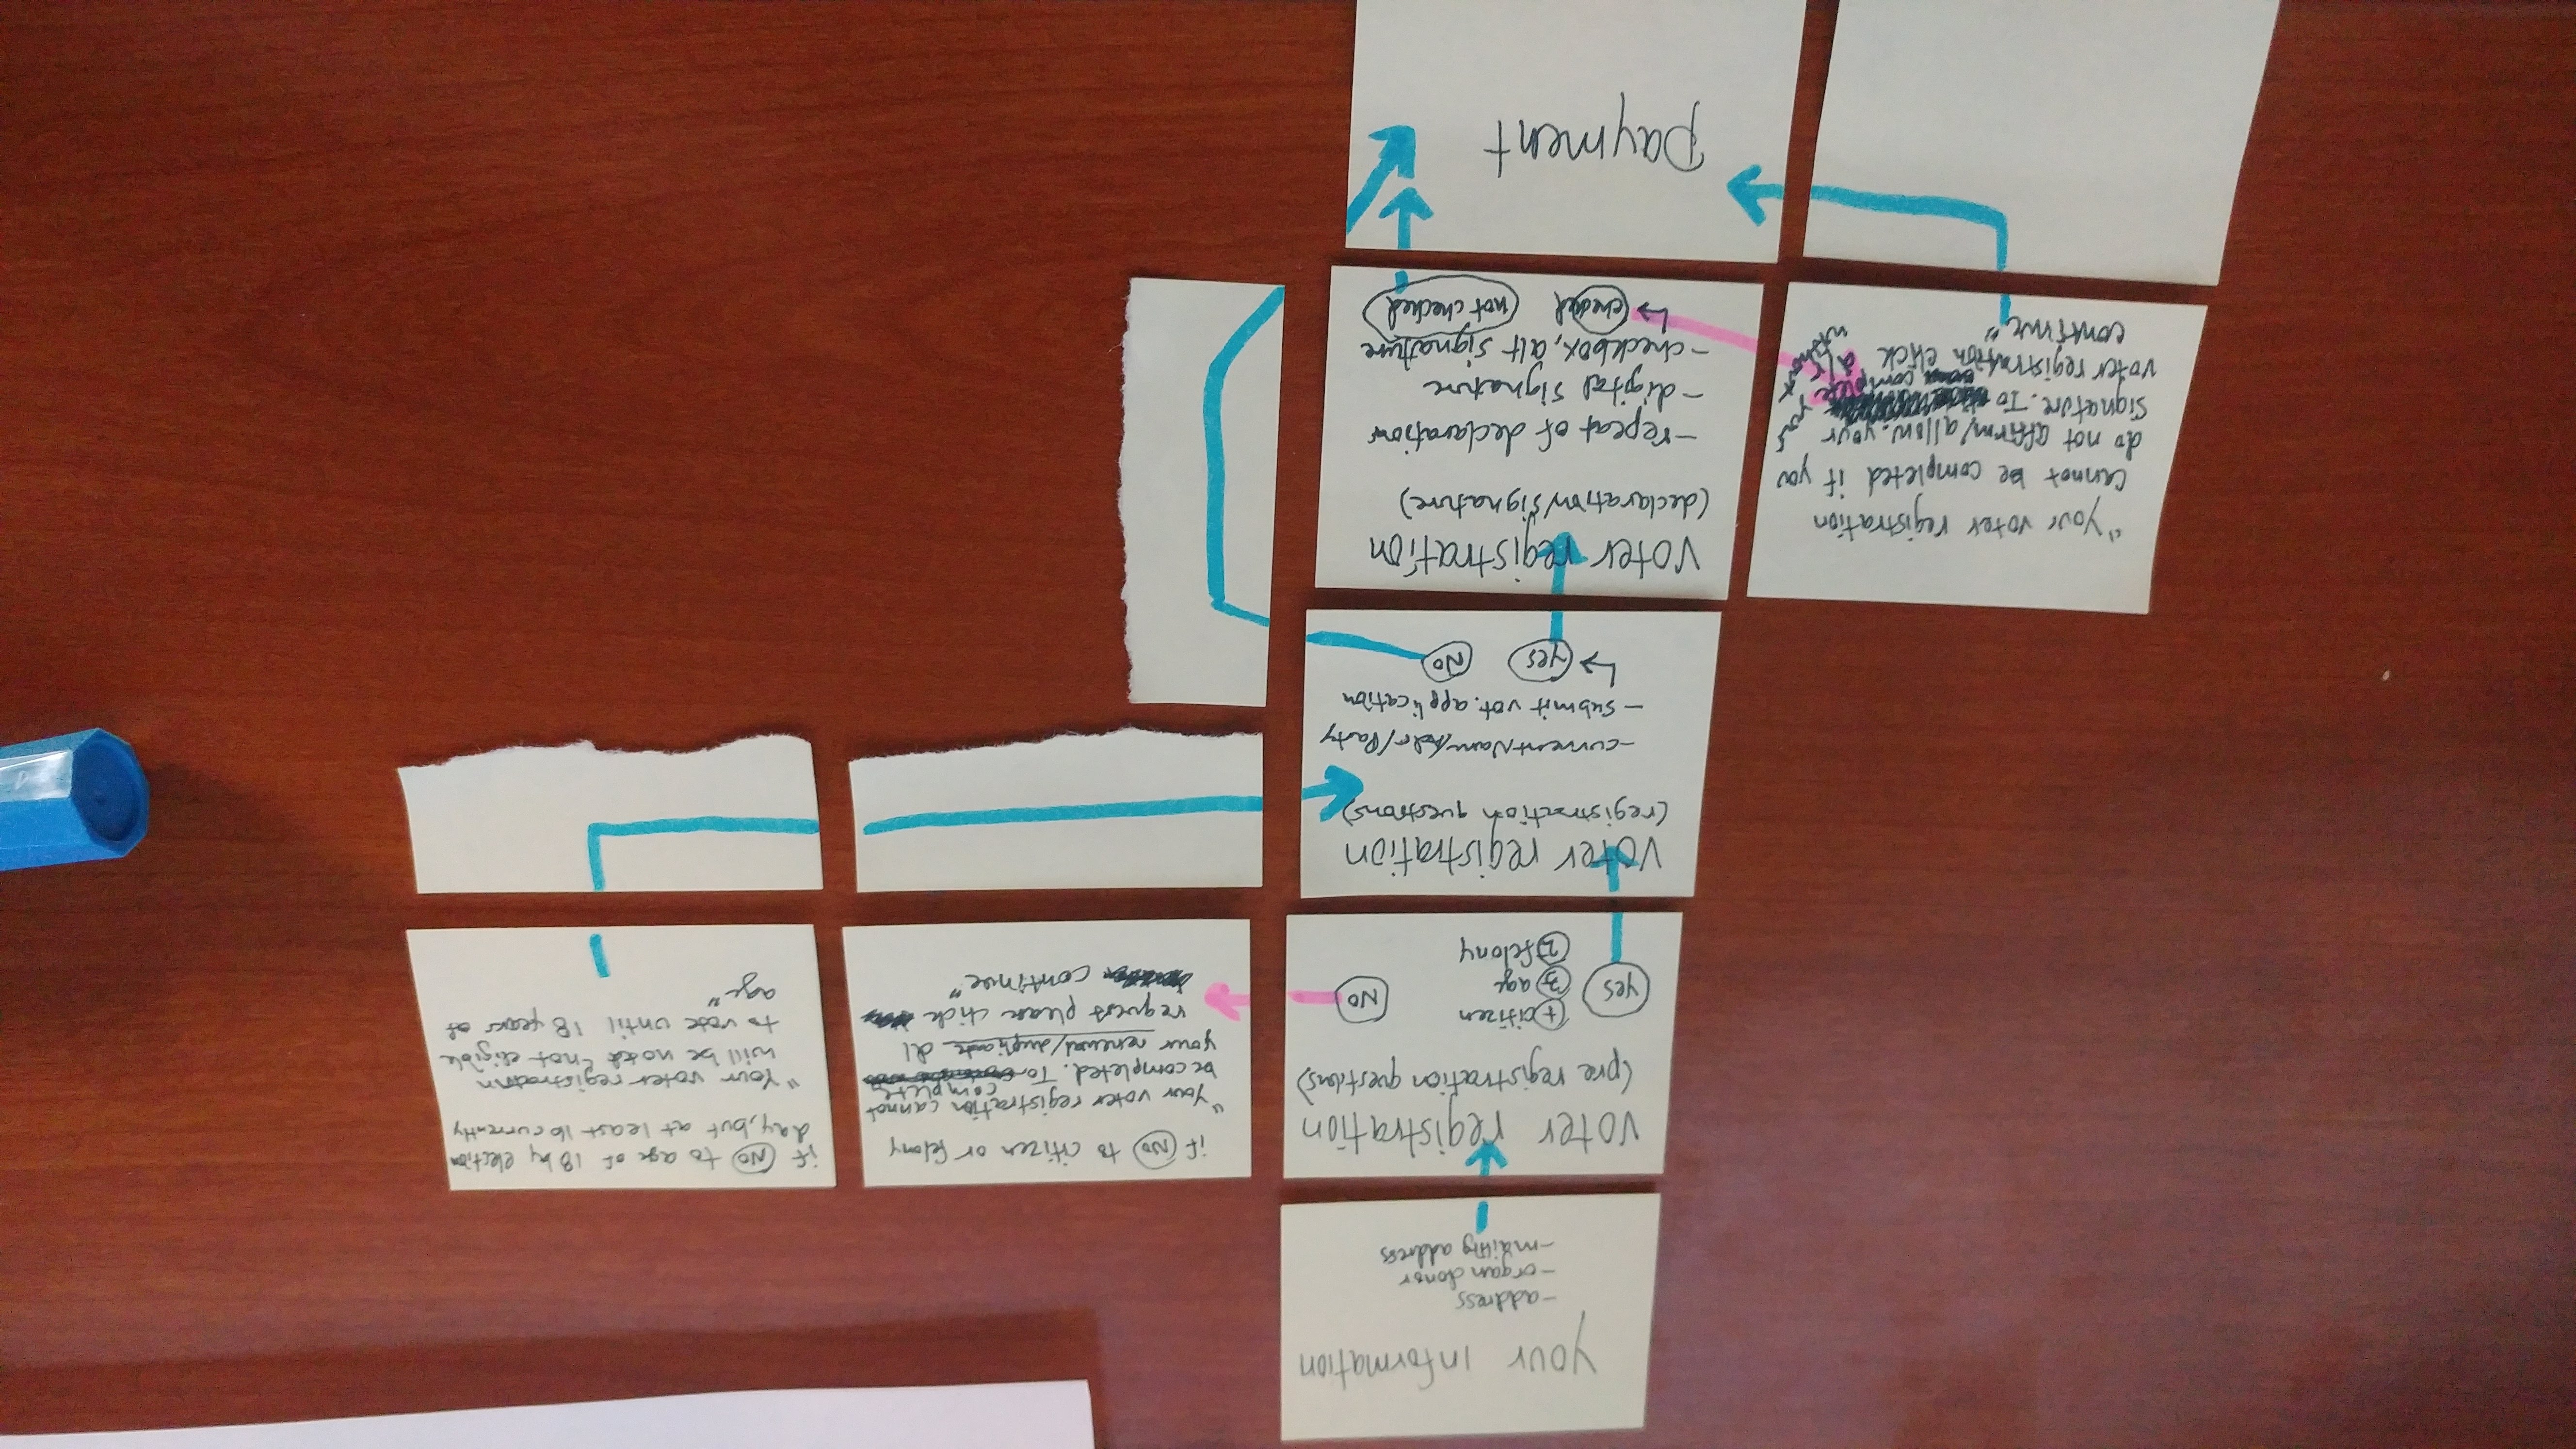 your information
-address
-organ donor
-mailing address
voter registration
(pre registration questions)
yes
1 citizen
3 age
2 felony
NO
if NO to citizen or felony
"Your voter registration cannot
complete
be completed. To
your renewal/duplicate dl
request please click
continue"
if NO to age of 18 by election
day, but at least 16 currently
"Your voter registration
will be noted "not eligible
to vote until 18 years of
age"
voter registration
(registration questions)
-current Name/Adr/Party
- submit vot. application
yes NO
"Your voter registration
cannot be completed if you
do not affirm/allow your
signature. To
complete your
voter registration click
dlr
without
continue"
voter registration
(declaration/signature)
-repeat of declarations
-digital signature
-checkbox, alt signature
checked not checked
payment